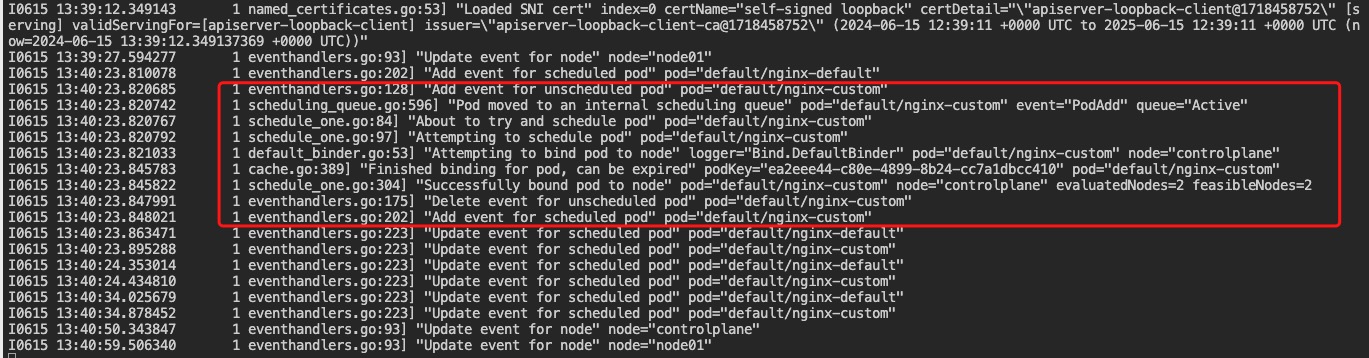 I0615 13:39:12.349143       1 named_certificates.go:53] "Loaded SNI cert" index=0 certName="self-signed loopback" certDetail="\"apiserver-loopback-client@1718458752\" [s
erving] validServingFor=[apiserver-loopback-client] issuer=\"apiserver-loopback-client-ca@1718458752\" (2024-06-15 12:39:11 +0000 UTC to 2025-06-15 12:39:11 +0000 UTC (n
ow=2024-06-15 13:39:12.349137369 +0000 UTC))"
I0615 13:39:27.594277       1 eventhandlers.go:93] "Update event for node" node="node01"
I0615 13:40:23.810078       1 eventhandlers.go:202] "Add event for scheduled pod" pod="default/nginx-default"
I0615 13:40:23.820685       1 eventhandlers.go:128] "Add event for unscheduled pod" pod="default/nginx-custom"
I0615 13:40:23.820742       1 scheduling_queue.go:596] "Pod moved to an internal scheduling queue" pod="default/nginx-custom" event="PodAdd" queue="Active"
I0615 13:40:23.820767       1 schedule_one.go:84] "About to try and schedule pod" pod="default/nginx-custom"
I0615 13:40:23.820792       1 schedule_one.go:97] "Attempting to schedule pod" pod="default/nginx-custom"
I0615 13:40:23.821033       1 default_binder.go:53] "Attempting to bind pod to node" logger="Bind.DefaultBinder" pod="default/nginx-custom" node="controlplane"
I0615 13:40:23.845783       1 cache.go:389] "Finished binding for pod, can be expired" podKey="ea2eee44-c80e-4899-8b24-cc7a1dbcc410" pod="default/nginx-custom"
I0615 13:40:23.845822       1 schedule_one.go:304] "Successfully bound pod to node" pod="default/nginx-custom" node="controlplane" evaluatedNodes=2 feasibleNodes=2
I0615 13:40:23.847991       1 eventhandlers.go:175] "Delete event for unscheduled pod" pod="default/nginx-custom"
I0615 13:40:23.848021       1 eventhandlers.go:202] "Add event for scheduled pod" pod="default/nginx-custom"
I0615 13:40:23.863471       1 eventhandlers.go:223] "Update event for scheduled pod" pod="default/nginx-default"
I0615 13:40:23.895288       1 eventhandlers.go:223] "Update event for scheduled pod" pod="default/nginx-custom"
I0615 13:40:24.353014       1 eventhandlers.go:223] "Update event for scheduled pod" pod="default/nginx-default"
I0615 13:40:24.434810       1 eventhandlers.go:223] "Update event for scheduled pod" pod="default/nginx-custom"
I0615 13:40:34.025679       1 eventhandlers.go:223] "Update event for scheduled pod" pod="default/nginx-default"
I0615 13:40:34.878452       1 eventhandlers.go:223] "Update event for scheduled pod" pod="default/nginx-custom"
I0615 13:40:50.343847       1 eventhandlers.go:93] "Update event for node" node="controlplane"
I0615 13:40:59.506340       1 eventhandlers.go:93] "Update event for node" node="node01"